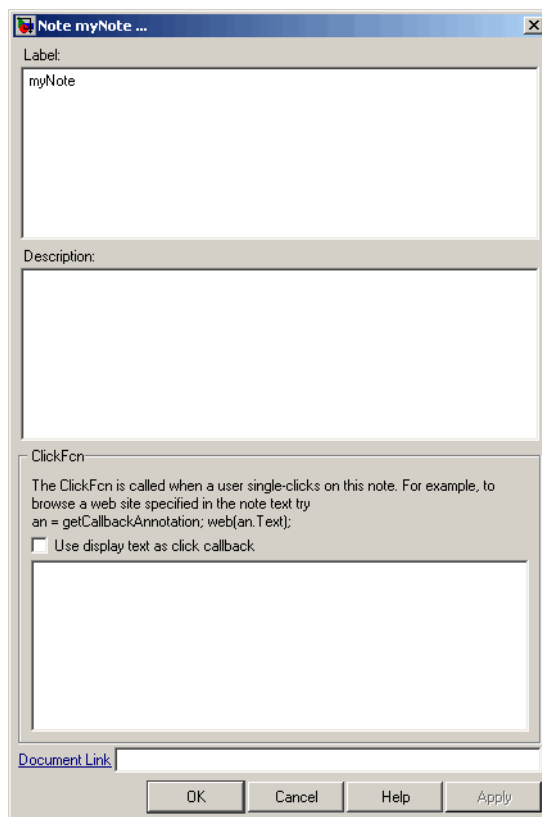 Note myNote ...
Label:
myNote
Description:
ClickFcn
The ClickFcn is called when a user single-clicks on this note. For example, to
browse a web site specified in the note text try
an = getCallbackAnnotation; web(an.Text);
Use display text as click callback
Document Link
OK Cancel Help Apply